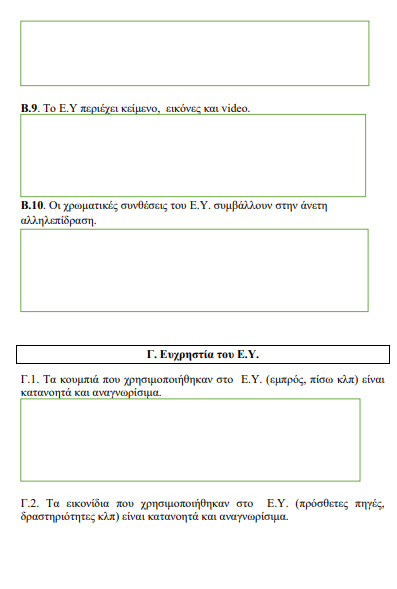 Β.9. Το Ε.Υ περιέχει κείμενο, εικόνες και video.
Β.10. Οι χρωματικές συνθέσεις του Ε.Υ. συμβάλλουν στην άνετη
αλληλεπίδραση.
Γ. Ευχρηστία του Ε.Υ.
Γ.1. Τα κουμπιά που χρησιμοποιήθηκαν στο Ε.Υ. (εμπρός, πίσω κλπ) είναι
κατανοητά και αναγνωρίσιμα.
Γ.2. Τα εικονίδια που χρησιμοποιήθηκαν στο Ε.Υ. (πρόσθετες πηγές,
δραστηριότητες κλπ) είναι κατανοητά και αναγνωρίσιμα.